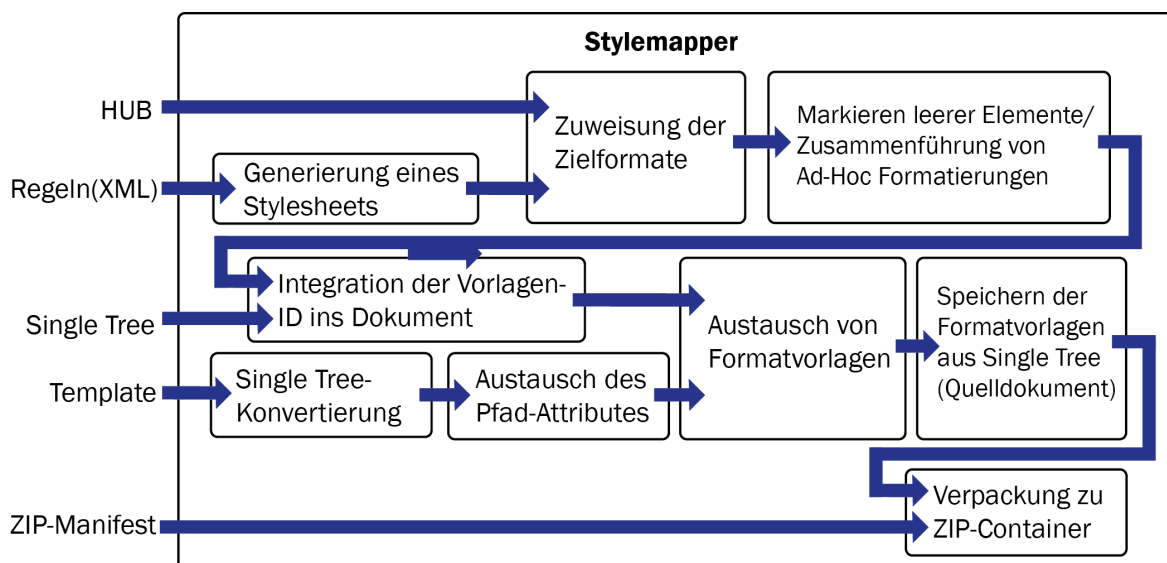 Stylemapper
HUB
Zuweisung der
Zielformate
Markieren leerer Elemente/
Zusammenführung von
Ad-Hoc Formatierungen
Regeln(XML)
Generierung eines
Stylesheets
Single Tree
Integration der Vorlagen-
ID ins Dokument
Austausch von
Formatvorlagen
Speichern der
Formatvorlagen
aus Single Tree
(Quelldokument)
Template
Single Tree-
Konvertierung
Austausch des
Pfad-Attributes
ZIP-Manifest
Verpackung zu
ZIP-Container